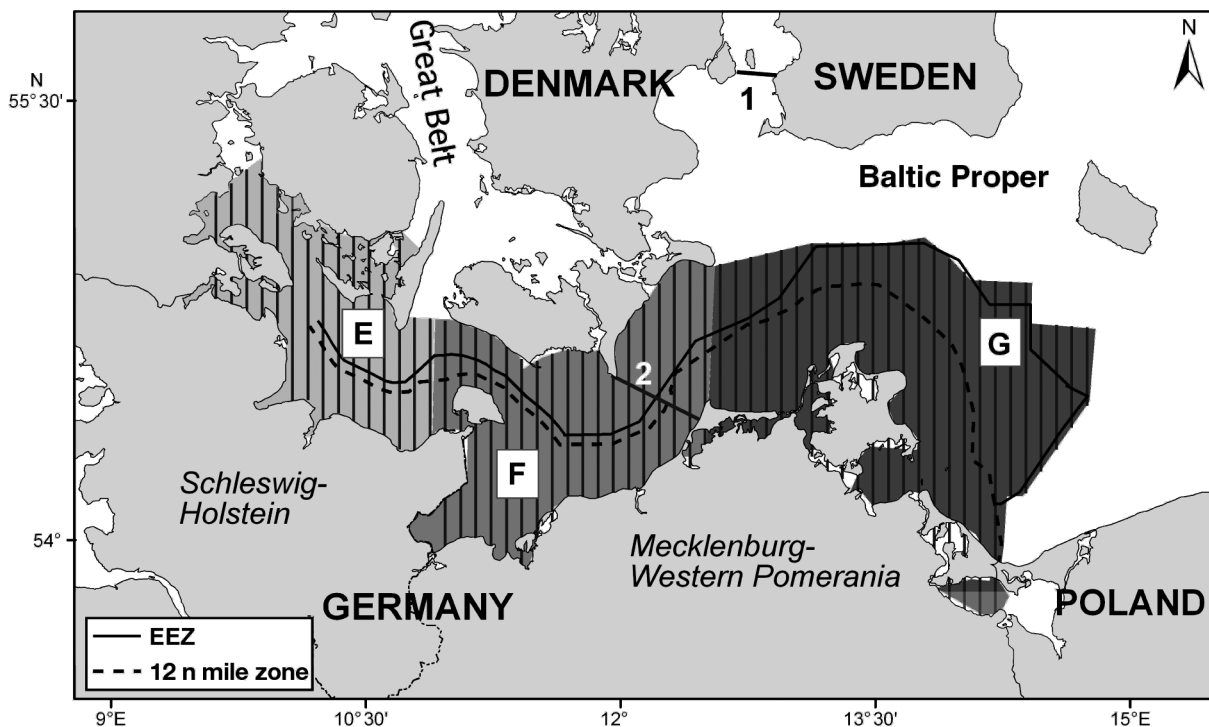 N
N
55°30'
54°
Great Belt
DENMARK
SWEDEN
1
Baltic Proper
E
2
G
F
Schleswig-
Holstein
Mecklenburg-
Western Pomerania
GERMANY
POLAND
EEZ
12 n mile zone
9°E
10°30'
12°
13°30'
15°E